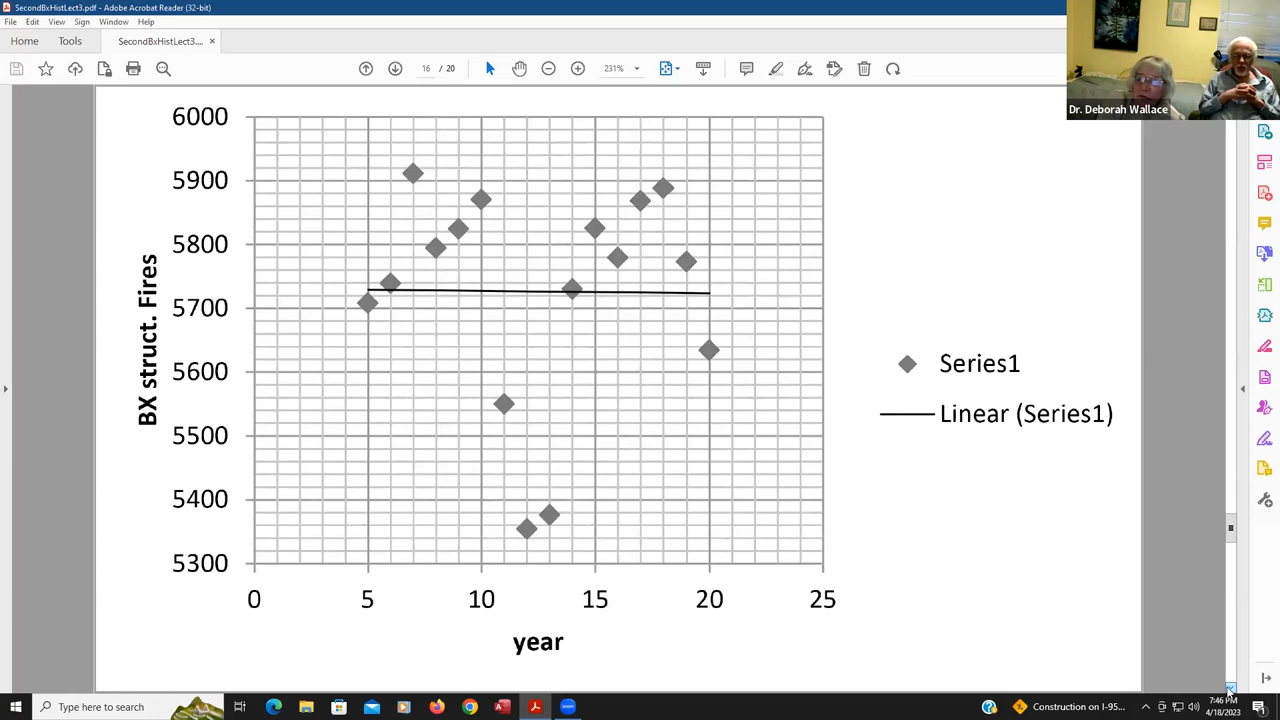 SecondBxHistLect3.pdf - Adobe Acrobat Reader (32-bit)
File Edit View Sign Window Help
Home Tools SecondBxHistLect3.... ×
16 / 20 231%
Dr. Deborah Wallace
6000
5900
5800
5700
5600
5500
5400
5300
BX struct. Fires
0 5 10 15 20 25
year
Series1
Linear (Series1)
Type here to search
Construction on I-95...
7:46 PM
4/18/2023